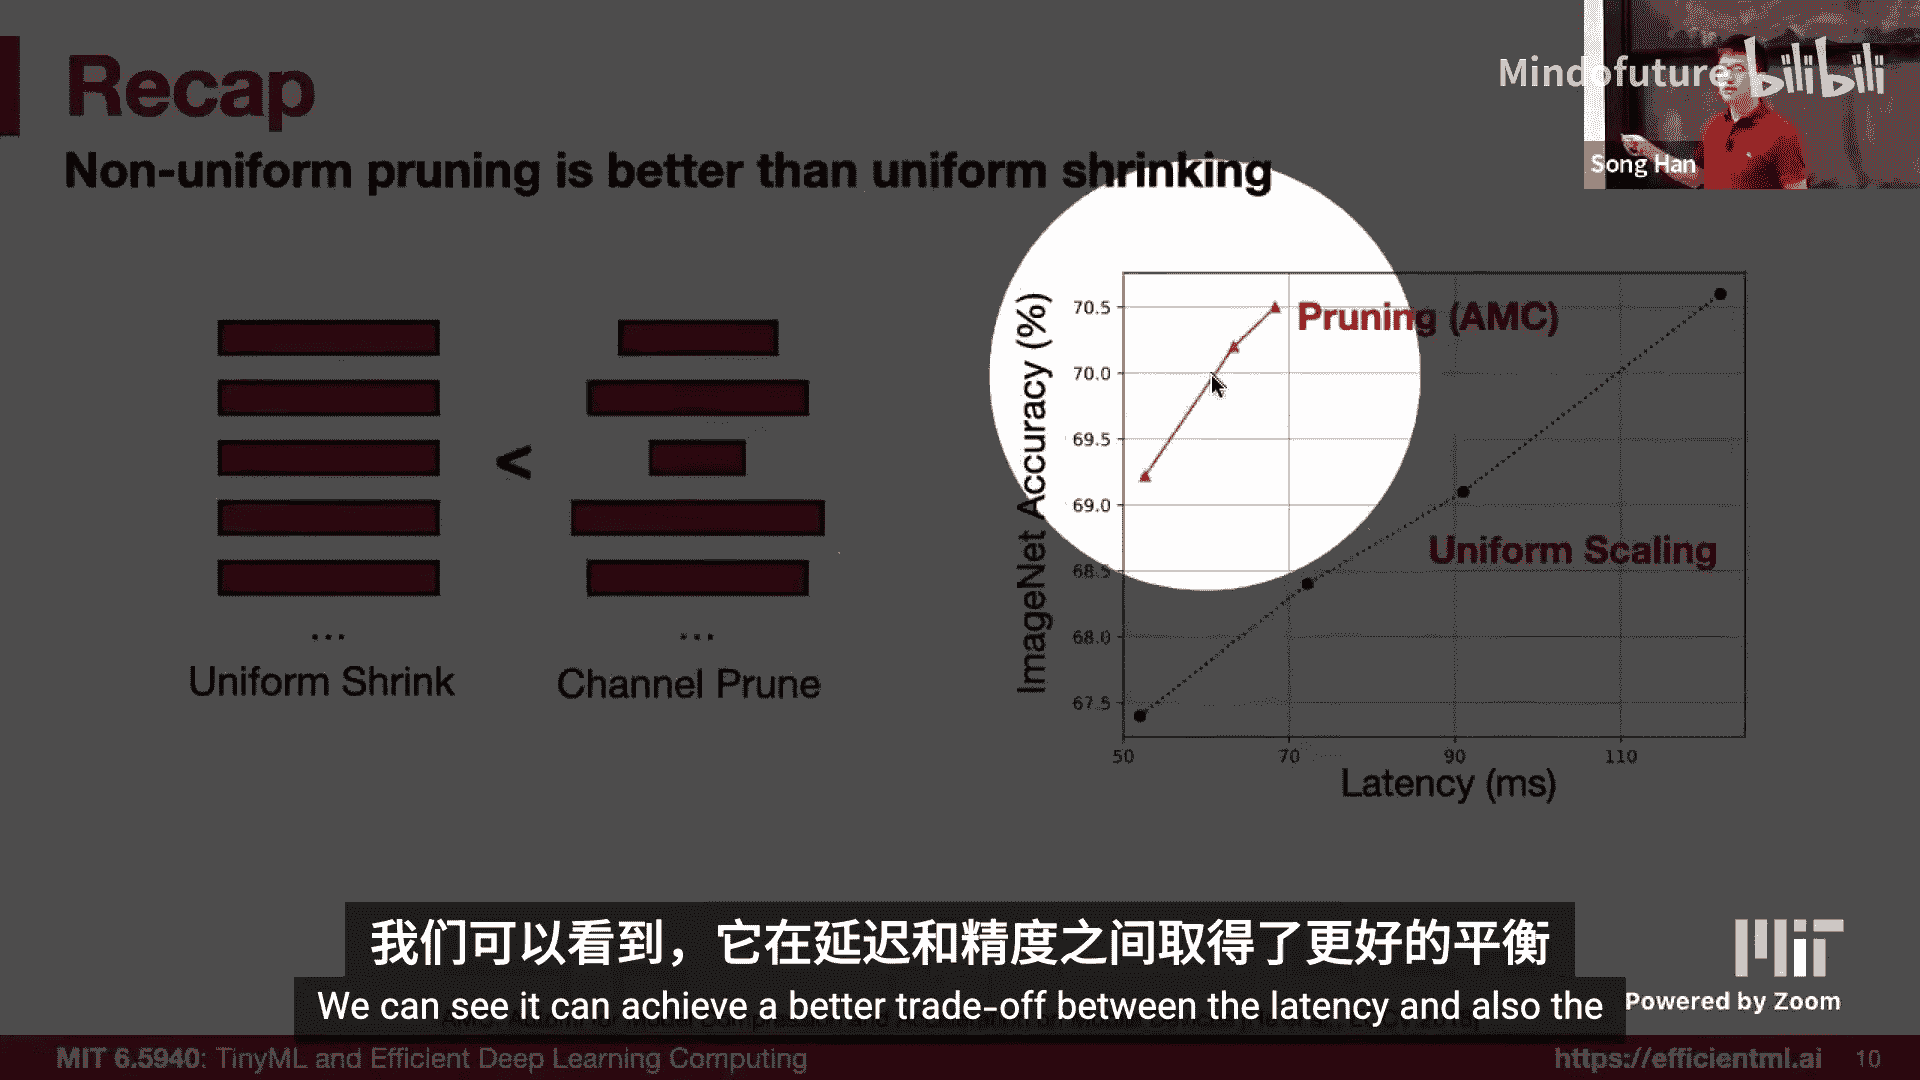 Recap
Mindofuture
bilibili
Song Han
Non-uniform pruning is better than uniform shrinking
<
...
...
Uniform Shrink
Channel Prune
ImageNet Accuracy (%)
70.5
70.0
69.5
69.0
68.5
68.0
67.5
50
70
90
110
Latency (ms)
Pruning (AMC)
Uniform Scaling
我们可以看到，它在延迟和精度之间取得了更好的平衡
We can see it can achieve a better trade-off between the latency and also the
MiT
Powered by Zoom
MIT 6.5940: TinyML and Efficient Deep Learning Computing
https://efficientml.ai
10